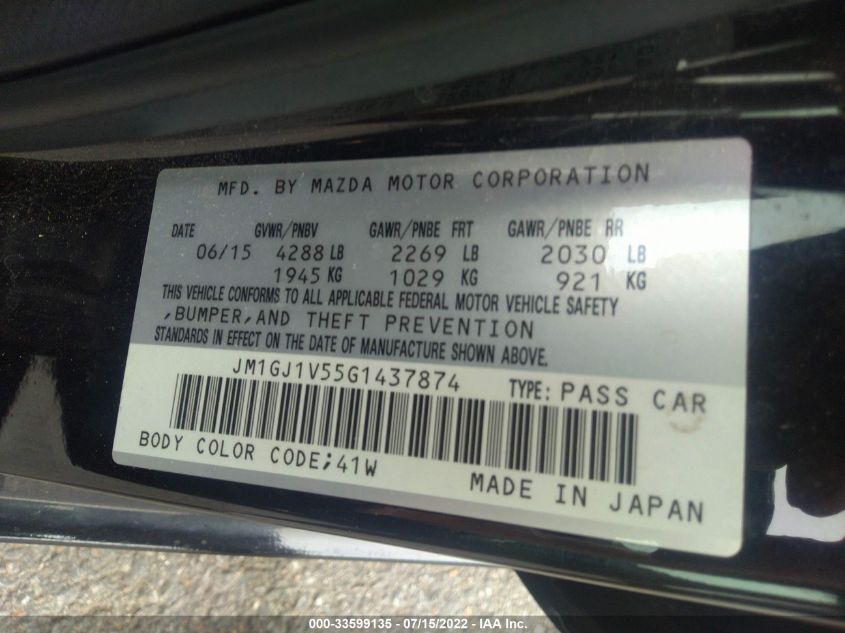 MFD. BY MAZDA MOTOR CORPORATION
DATE GVWR/PNBV GAWR/PNBE FRT GAWR/PNBE RR
06/15 4288 LB 2269 LB 2030 LB
1945 KG 1029 KG 921 KG
THIS VEHICLE CONFORMS TO ALL APPLICABLE FEDERAL MOTOR VEHICLE SAFETY
,BUMPER,AND THEFT PREVENTION
STANDARDS IN EFFECT ON THE DATE OF MANUFACTURE SHOWN ABOVE.
JM1GJ1V55G1437874 TYPE: PASS CAR
BODY COLOR CODE;41W
MADE IN JAPAN
000-33599135 - 07/15/2022 - IAA Inc.